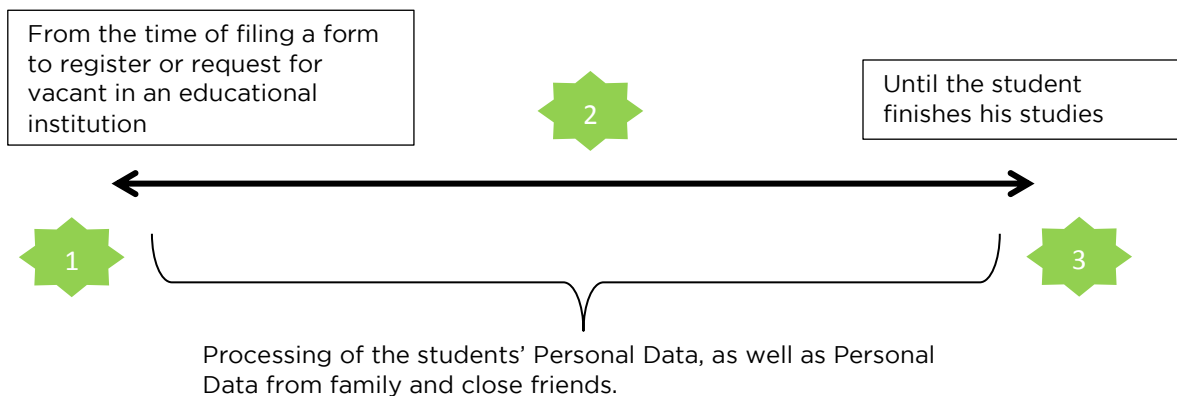 From the time of filing a form
to register or request for
vacant in an educational
institution
2
Until the student
finishes his studies
1
3
Processing of the students’ Personal Data, as well as Personal
Data from family and close friends.